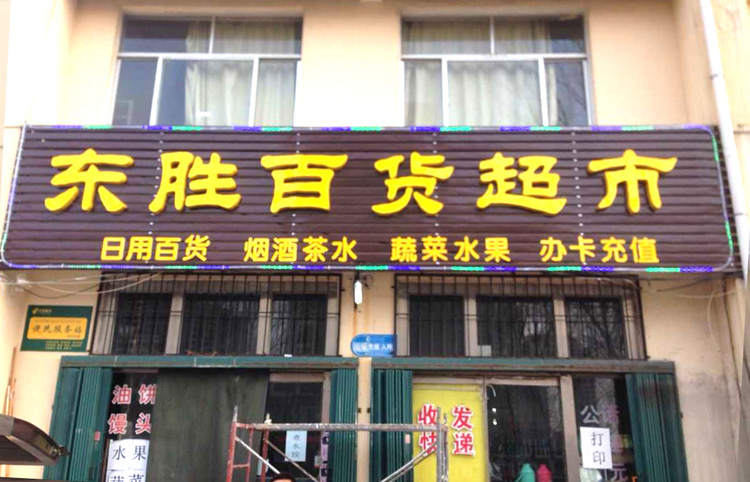 东胜百货超市
日用百货 烟酒茶水 蔬菜水果 办卡充值
便民服务站
油饼
馒头
水果
蔬菜
收发
快递
打印